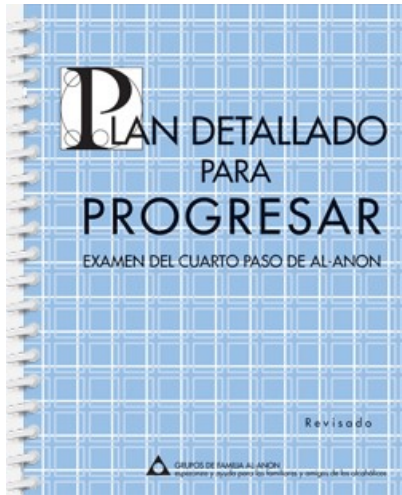 PLAN DETALLADO
PARA
PROGRESAR
EXAMEN DEL CUARTO PASO DE AL-ANON
Revisado
GRUPOS DE FAMILIA AL-ANON
esperanza y ayuda para los familiares y amigos de los alcohólicos